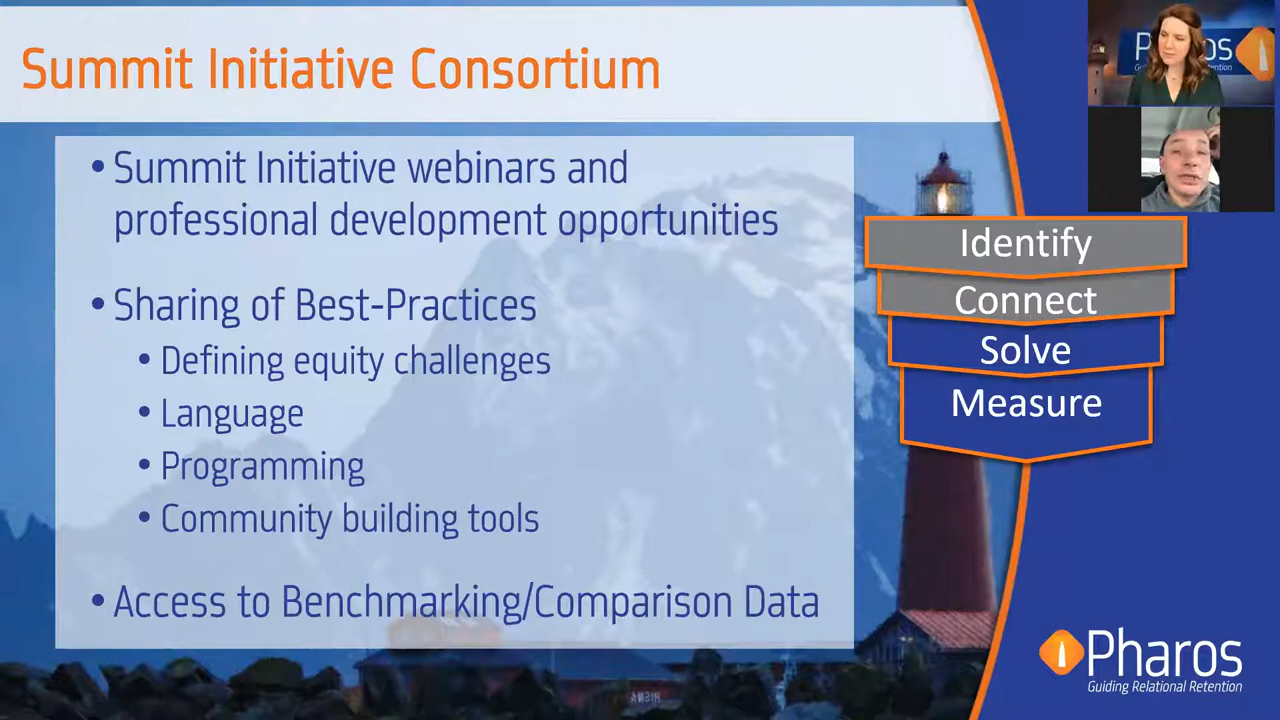 Summit Initiative Consortium
• Summit Initiative webinars and
professional development opportunities
• Sharing of Best-Practices
• Defining equity challenges
• Language
• Programming
• Community building tools
• Access to Benchmarking/Comparison Data
Identify
Connect
Solve
Measure
Pharos
Guiding Relational Retention